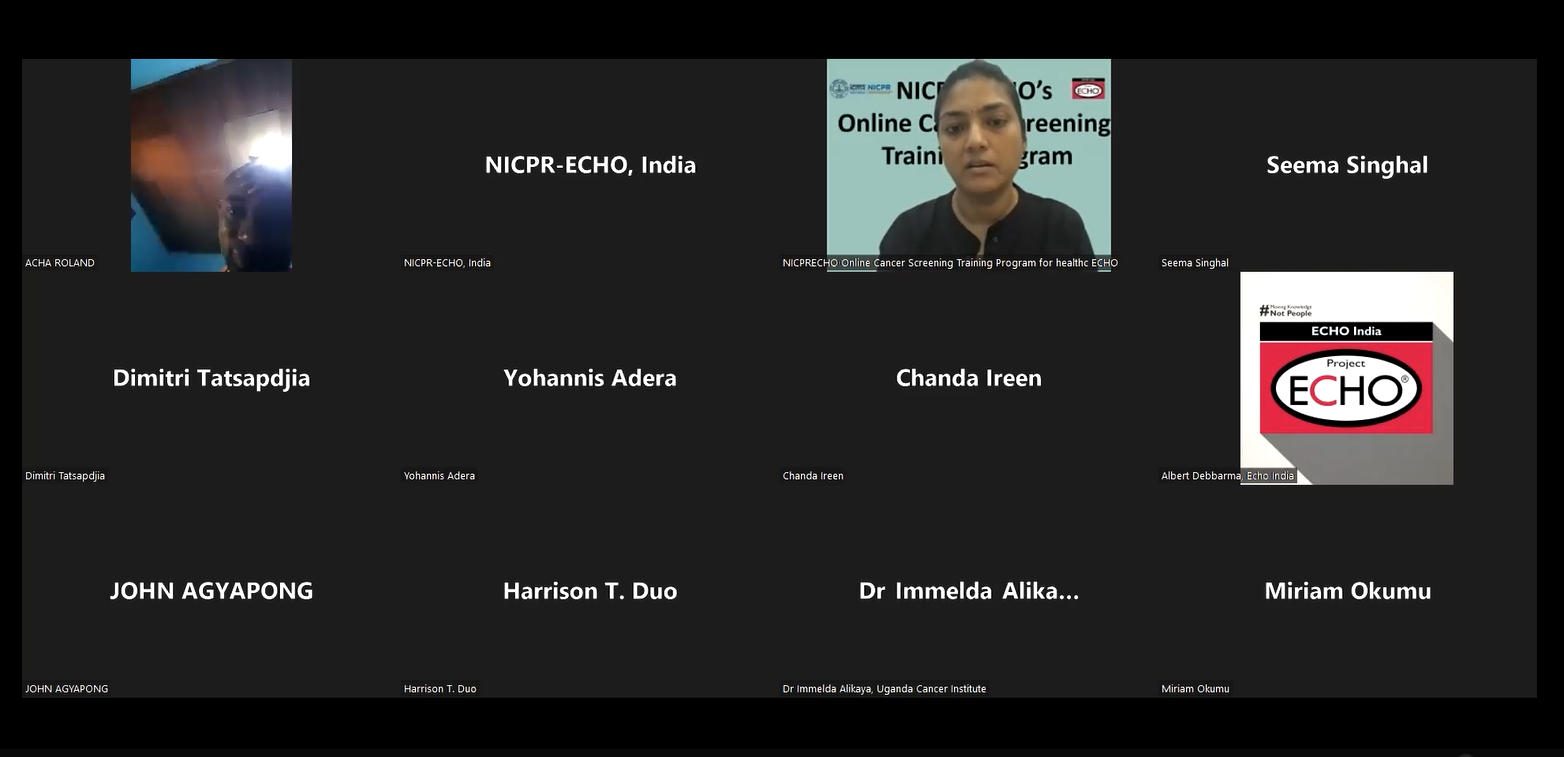 NICPR
NICP
O's
ECHO
Online Ca
reening
Traini
gram
NICPR-ECHO, India
Seema Singhal
ACHA ROLAND
NICPR-ECHO, India
NICPRECHO Online Cancer Screening Training Program for healthc ECHO
Seema Singhal
#Moving Knowledge
Not People
ECHO India
Project
ECHO®
Dimitri Tatsapdjia
Yohannis Adera
Chanda Ireen
Dimitri Tatsapdjia
Yohannis Adera
Chanda Ireen
Albert Debbarma, Echo India
JOHN AGYAPONG
Harrison T. Duo
Dr Immelda Alika...
Miriam Okumu
JOHN AGYAPONG
Harrison T. Duo
Dr Immelda Alikaya, Uganda Cancer Institute
Miriam Okumu